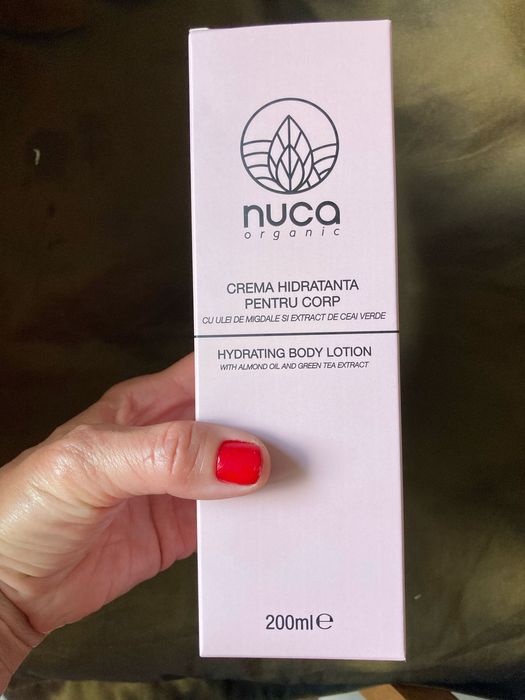 nuca
organic
CREMA HIDRATANTA
PENTRU CORP
CU ULEI DE MIGDALE SI EXTRACT DE CEAI VERDE
HYDRATING BODY LOTION
WITH ALMOND OIL AND GREEN TEA EXTRACT
200ml℮